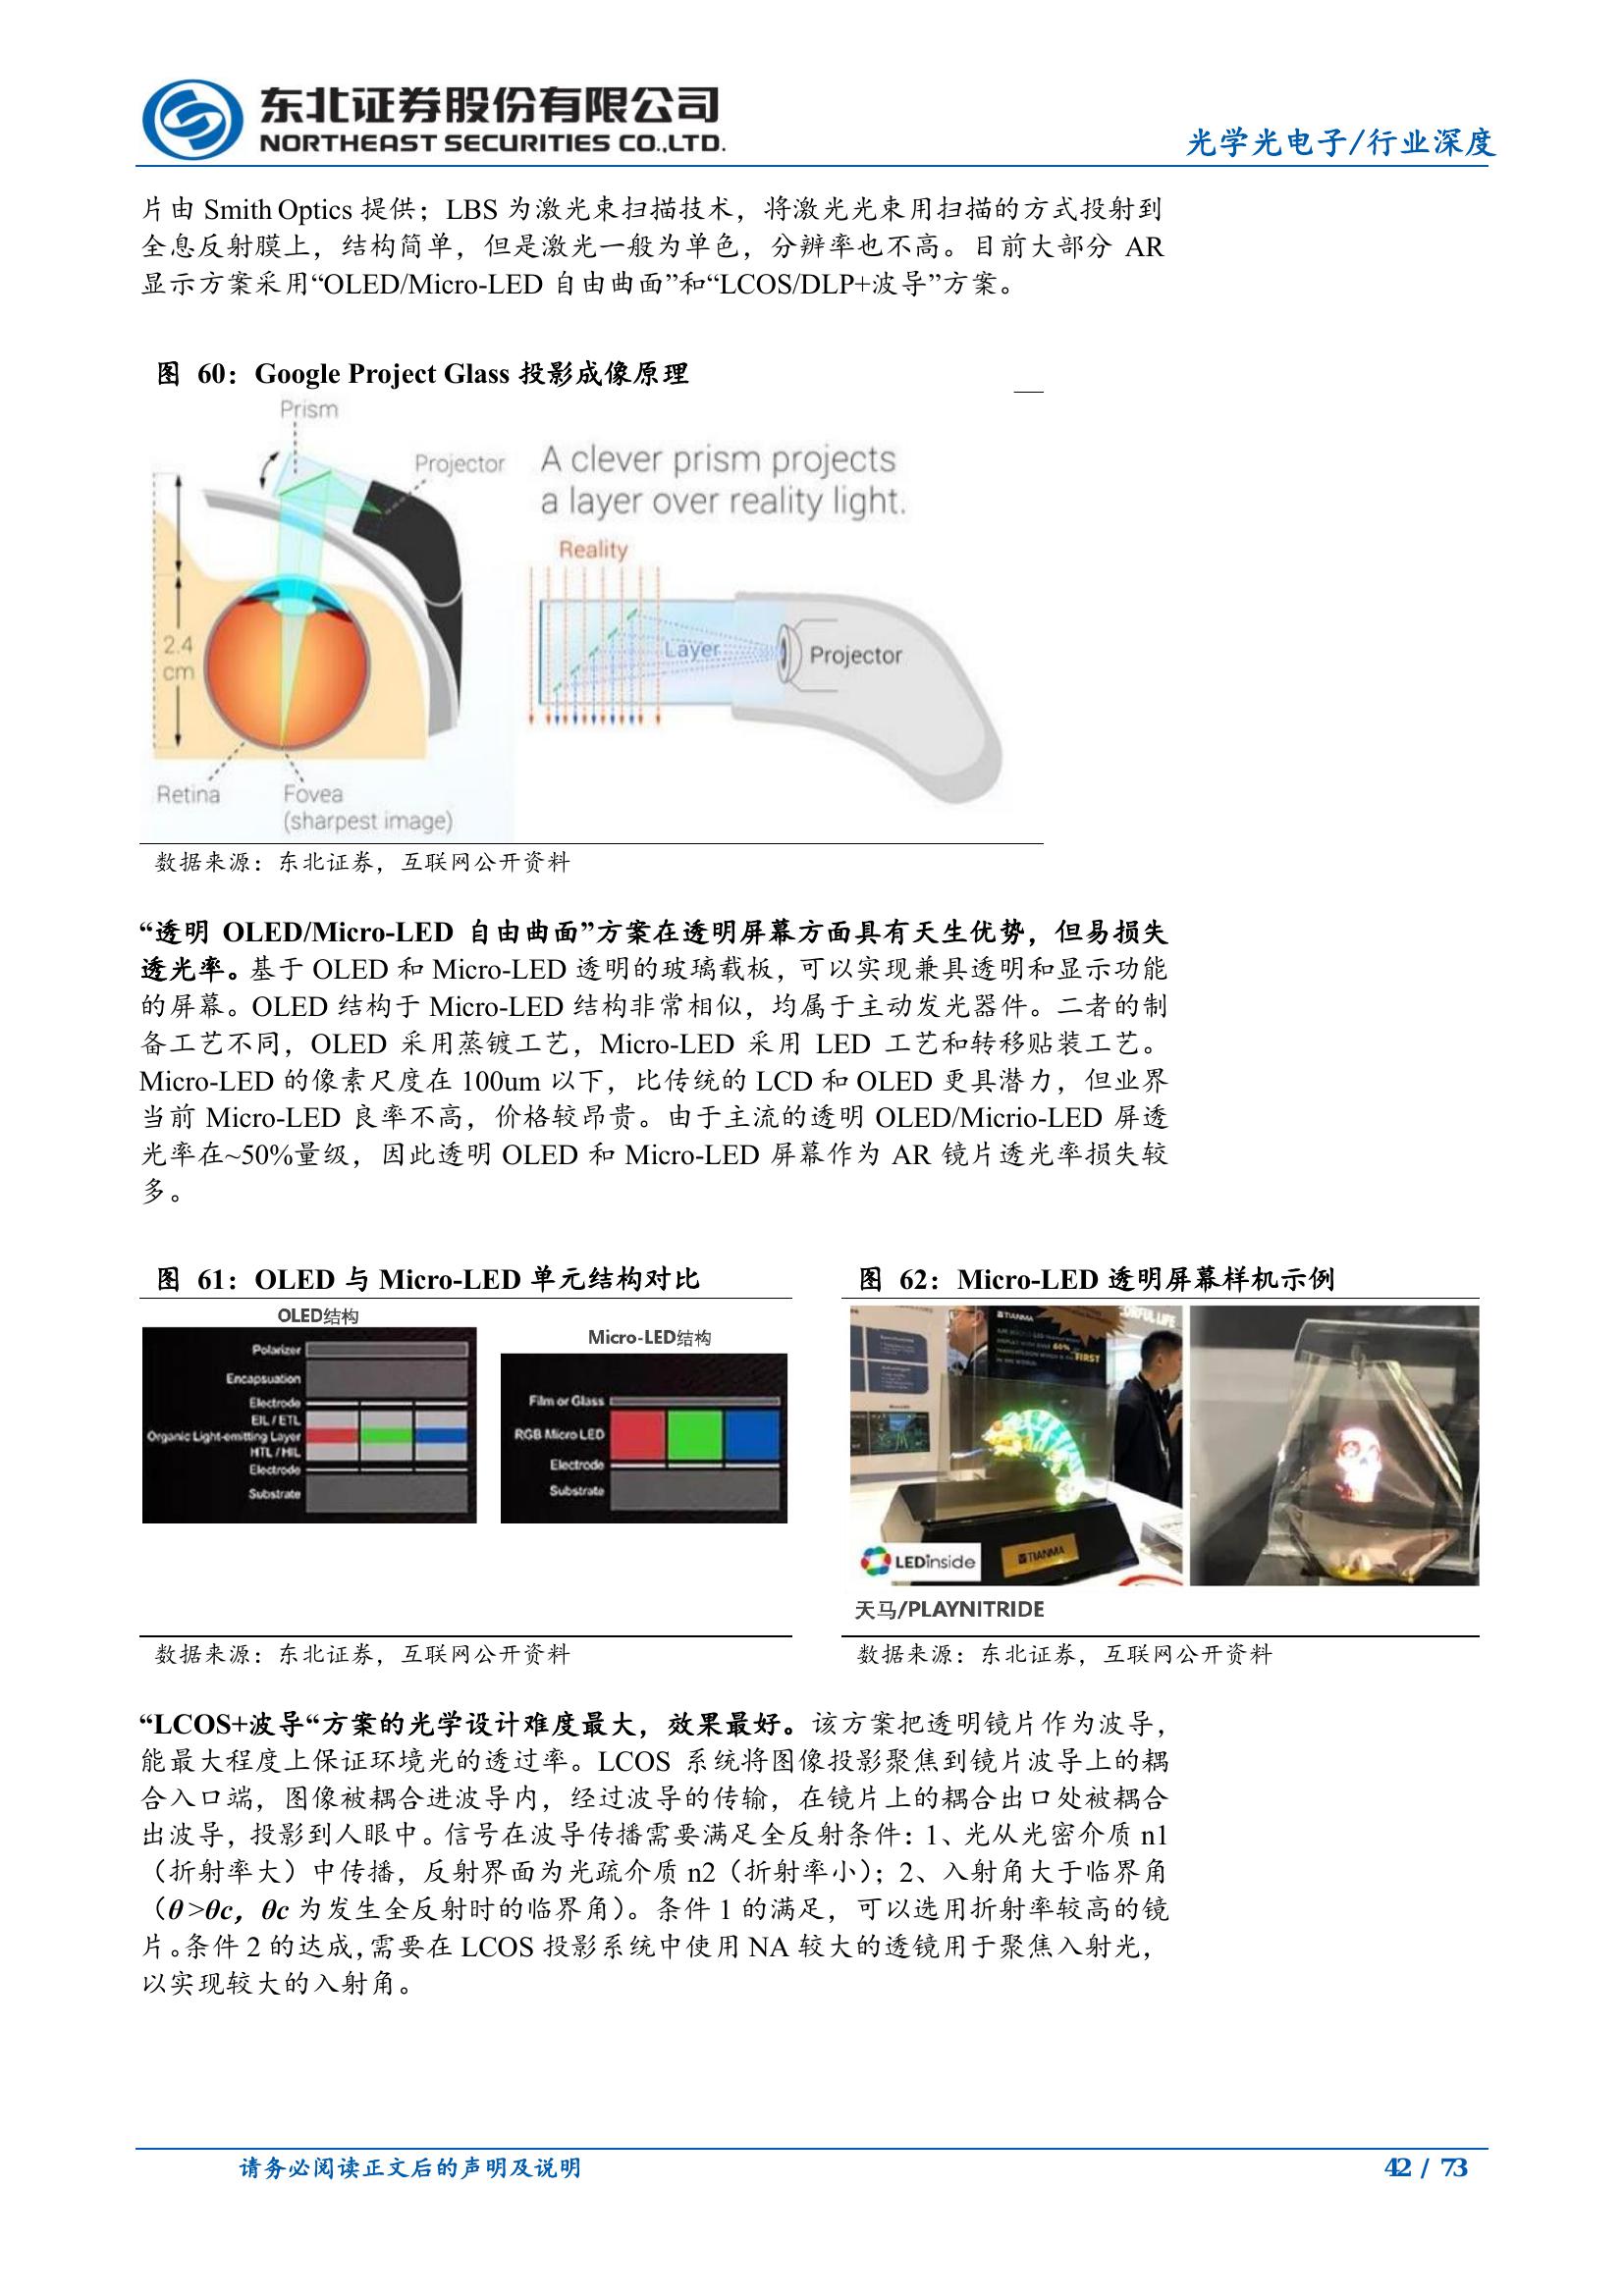 东北证券股份有限公司
NORTHEAST SECURITIES CO.,LTD.
光学光电子/行业深度
片由 Smith Optics 提供；LBS 为激光束扫描技术，将激光光束用扫描的方式投射到
全息反射膜上，结构简单，但是激光一般为单色，分辨率也不高。目前大部分 AR
显示方案采用“OLED/Micro-LED 自由曲面”和“LCOS/DLP+波导”方案。
图 60：Google Project Glass 投影成像原理
Prism
Projector
2.4
cm
Retina
Fovea
(sharpest image)
A clever prism projects
a layer over reality light.
Reality
Layer
Projector
数据来源：东北证券，互联网公开资料
“透明 OLED/Micro-LED 自由曲面”方案在透明屏幕方面具有天生优势，但易损失
透光率。基于 OLED 和 Micro-LED 透明的玻璃载板，可以实现兼具透明和显示功能
的屏幕。OLED 结构于 Micro-LED 结构非常相似，均属于主动发光器件。二者的制
备工艺不同，OLED 采用蒸镀工艺，Micro-LED 采用 LED 工艺和转移贴装工艺。
Micro-LED 的像素尺度在 100um 以下，比传统的 LCD 和 OLED 更具潜力，但业界
当前 Micro-LED 良率不高，价格较昂贵。由于主流的透明 OLED/Micrio-LED 屏透
光率在~50%量级，因此透明 OLED 和 Micro-LED 屏幕作为 AR 镜片透光率损失较
多。
图 61：OLED 与 Micro-LED 单元结构对比
OLED结构
Polarizer
Encapsuation
Electrode
EIL / ETL
Organic Light-emitting Layer
HTL / HIL
Electrode
Substrate
Micro-LED结构
Film or Glass
RGB Micro LED
Electrode
Substrate
数据来源：东北证券，互联网公开资料
图 62：Micro-LED 透明屏幕样机示例
TIANMA
ORFUL LIFE
60%
FIRST
LEDinside
TIANMA
天马/PLAYNITRIDE
数据来源：东北证券，互联网公开资料
“LCOS+波导“方案的光学设计难度最大，效果最好。该方案把透明镜片作为波导，
能最大程度上保证环境光的透过率。LCOS 系统将图像投影聚焦到镜片波导上的耦
合入口端，图像被耦合进波导内，经过波导的传输，在镜片上的耦合出口处被耦合
出波导，投影到人眼中。信号在波导传播需要满足全反射条件：1、光从光密介质 n1
（折射率大）中传播，反射界面为光疏介质 n2（折射率小）；2、入射角大于临界角
（θ >θc，θc 为发生全反射时的临界角）。条件 1 的满足，可以选用折射率较高的镜
片。条件 2 的达成，需要在 LCOS 投影系统中使用 NA 较大的透镜用于聚焦入射光，
以实现较大的入射角。
请务必阅读正文后的声明及说明
42 / 73